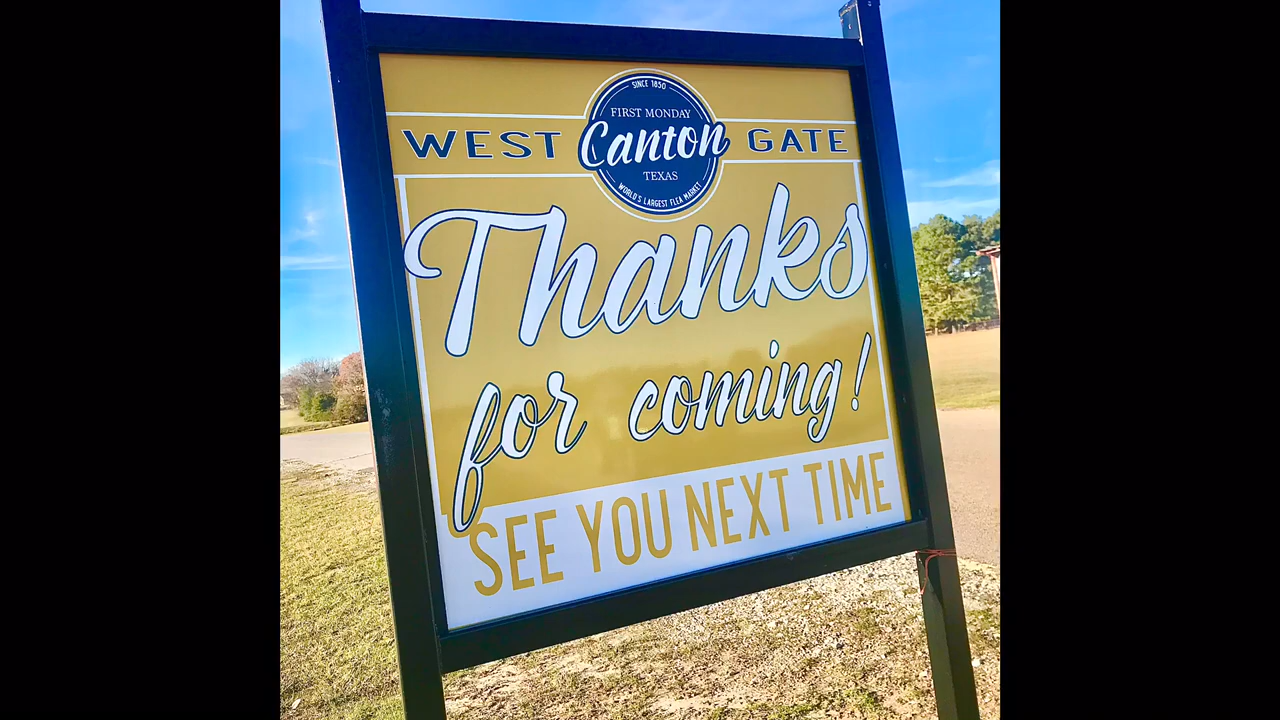 SINCE 1850
FIRST MONDAY
WEST Canton GATE
TEXAS
WORLD'S LARGEST FLEA MARKET
Thanks
for coming!
SEE YOU NEXT TIME